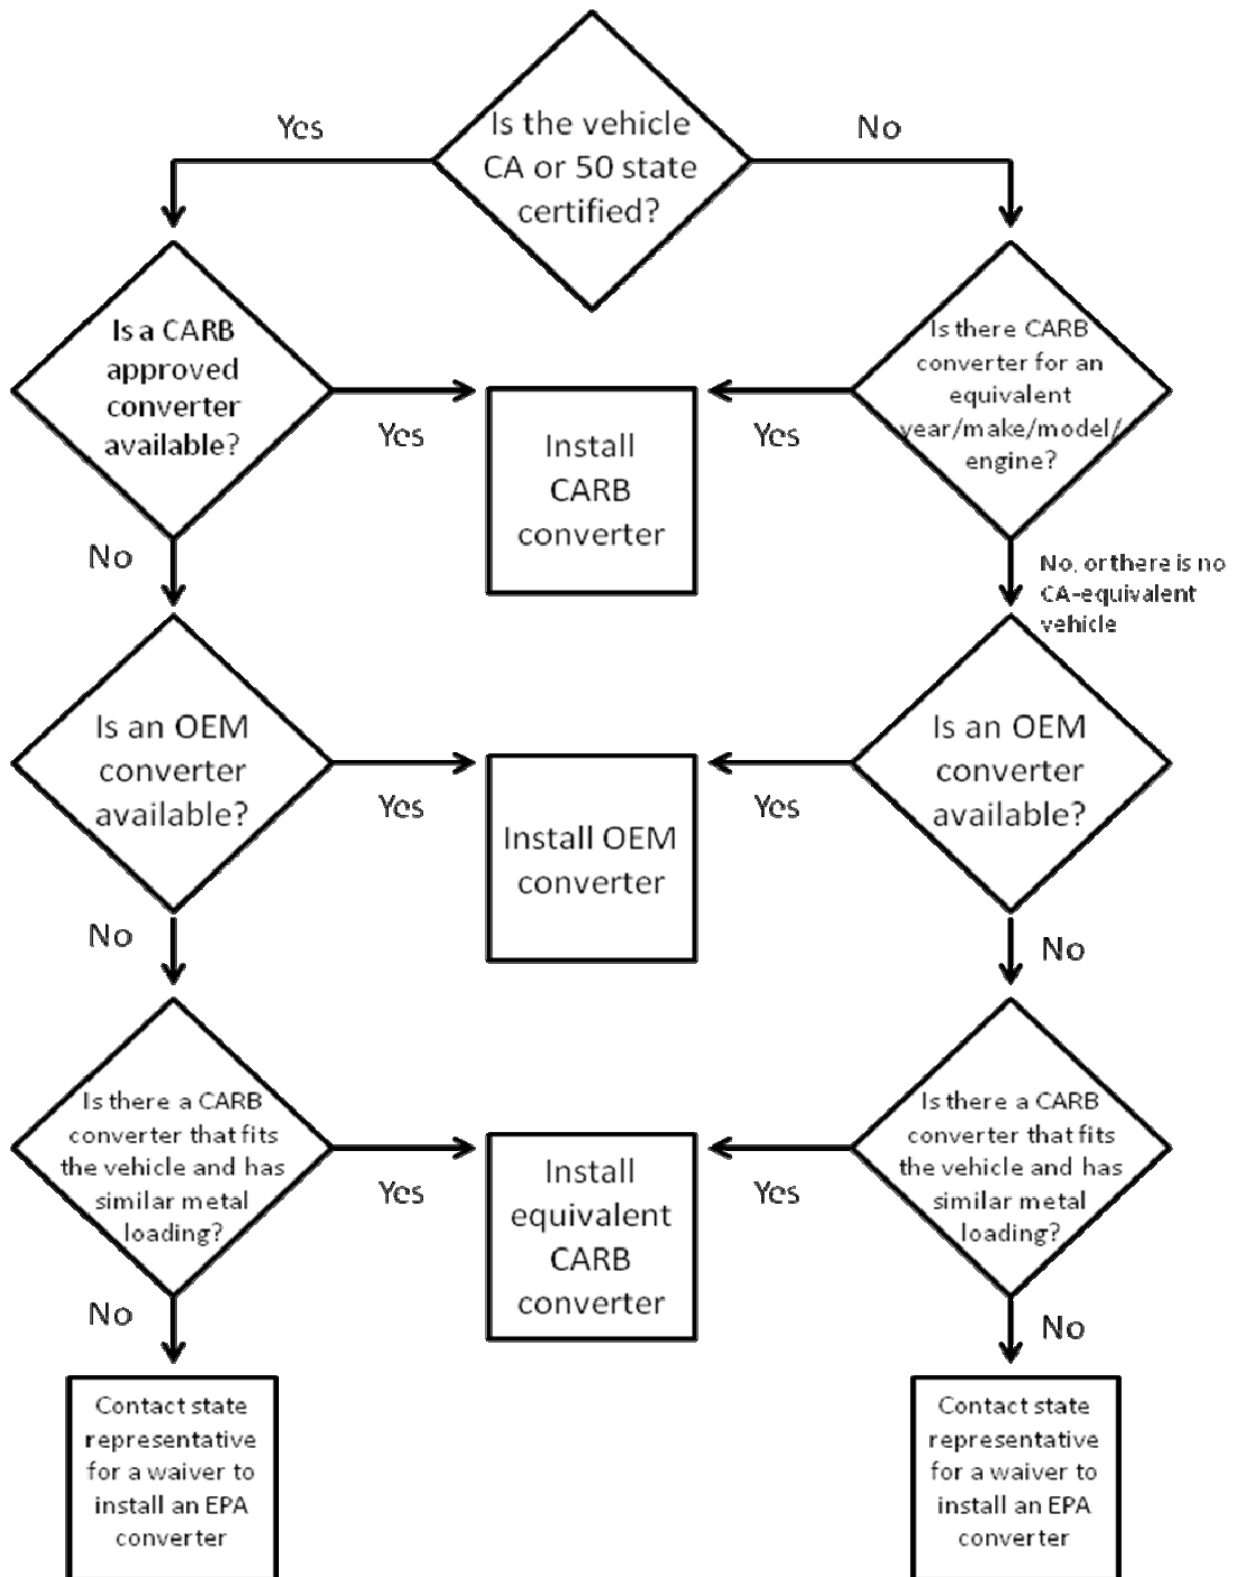 Is the vehicle
CA or 50 state
certified?
Yes
No
Is a CARB
approved
converter
available?
Yes
Install
CARB
converter
Yes
Is there CARB
converter for an
equivalent
year/make/model/
engine?
No
No, or there is no
CA-equivalent
vehicle
Is an OEM
converter
available?
Yes
Install OEM
converter
Yes
Is an OEM
converter
available?
No
No
Is there a CARB
converter that fits
the vehicle and has
similar metal
loading?
Yes
Install
equivalent
CARB
converter
Yes
Is there a CARB
converter that fits
the vehicle and has
similar metal
loading?
No
No
Contact state
representative
for a waiver to
install an EPA
converter
Contact state
representative
for a waiver to
install an EPA
converter